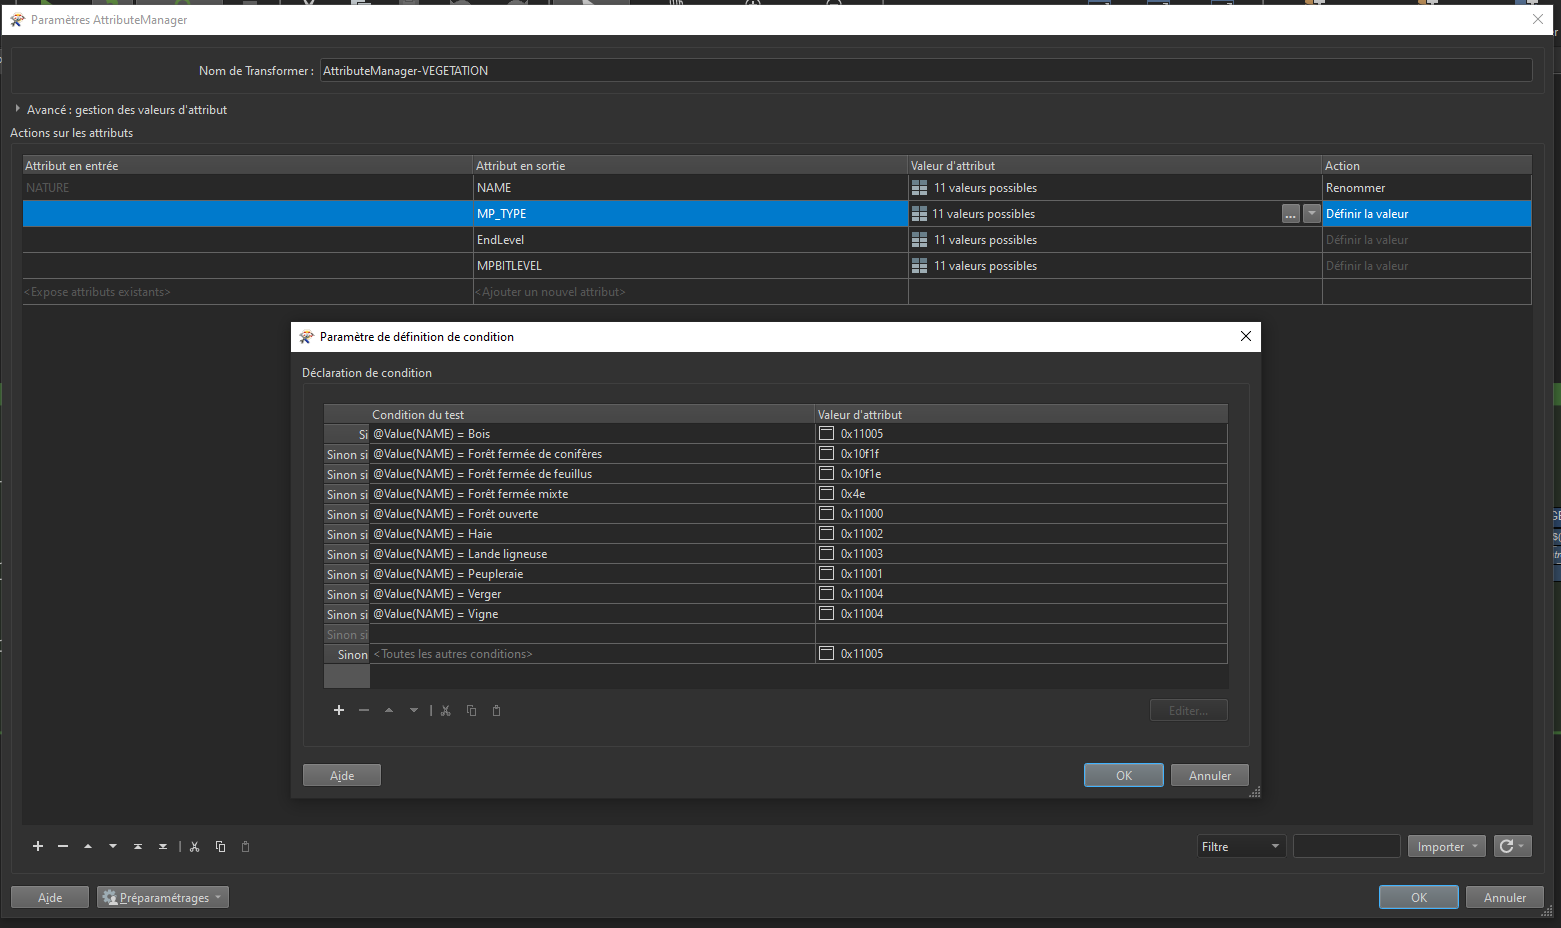 Paramètres AttributeManager
Nom de Transformer : AttributeManager-VEGETATION
Avancé : gestion des valeurs d'attribut
Actions sur les attributs
Attribut en entrée Attribut en sortie Valeur d'attribut Action
NATURE NAME 11 valeurs possibles Renommer
MP_TYPE 11 valeurs possibles ... Définir la valeur
EndLevel 11 valeurs possibles Définir la valeur
MPBITLEVEL 11 valeurs possibles Définir la valeur
<Expose attributs existants> <Ajouter un nouvel attribut>
Paramètre de définition de condition
Déclaration de condition
Condition du test Valeur d'attribut
Si @Value(NAME) = Bois 0x11005
Sinon si @Value(NAME) = Forêt fermée de conifères 0x10f1f
Sinon si @Value(NAME) = Forêt fermée de feuillus 0x10f1e
Sinon si @Value(NAME) = Forêt fermée mixte 0x4e
Sinon si @Value(NAME) = Forêt ouverte 0x11000
Sinon si @Value(NAME) = Haie 0x11002
Sinon si @Value(NAME) = Lande ligneuse 0x11003
Sinon si @Value(NAME) = Peupleraie 0x11001
Sinon si @Value(NAME) = Verger 0x11004
Sinon si @Value(NAME) = Vigne 0x11004
Sinon si
Sinon <Toutes les autres conditions> 0x11005
Editer...
Aide OK Annuler
Filtre Importer
Aide Préparamétrages OK Annuler